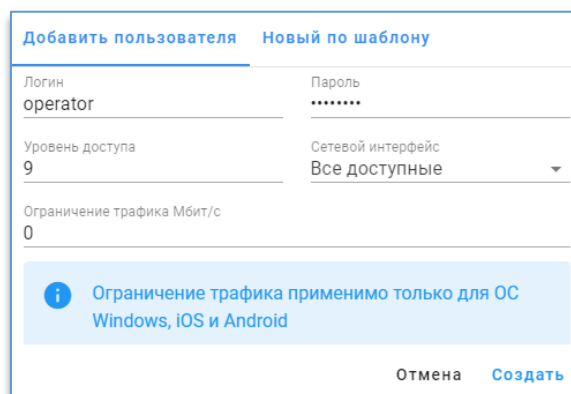 Добавить пользователя Новый по шаблону
Логин Пароль
operator ••••••••
Уровень доступа Сетевой интерфейс
9 Все доступные
Ограничение трафика Мбит/с
0
Ограничение трафика применимо только для ОС
Windows, iOS и Android
Отмена Создать